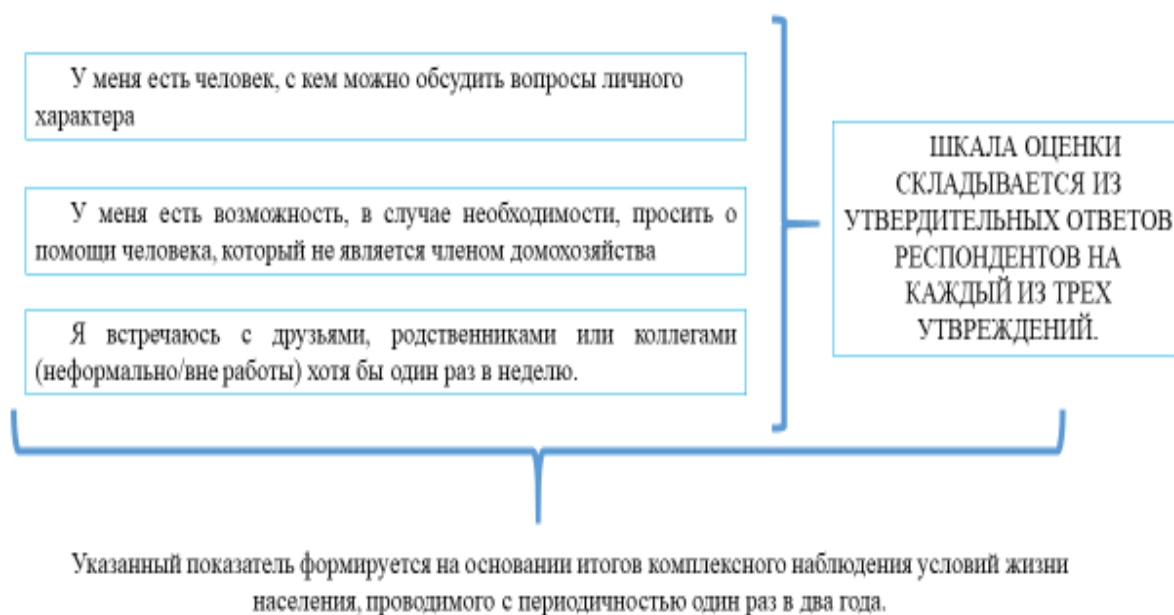 У меня есть человек, с кем можно обсудить вопросы личного
характера
У меня есть возможность, в случае необходимости, просить о
помощи человека, который не является членом домохозяйства
Я встречаюсь с друзьями, родственниками или коллегами
(неформально/вне работы) хотя бы один раз в неделю.
ШКАЛА ОЦЕНКИ
СКЛАДЫВАЕТСЯ ИЗ
УТВЕРДИТЕЛЬНЫХ ОТВЕТОВ
РЕСПОНДЕНТОВ НА
КАЖДЫЙ ИЗ ТРЕХ
УТВРЕЖДЕНИЙ.
Указанный показатель формируется на основании итогов комплексного наблюдения условий жизни
населения, проводимого с периодичностью один раз в два года.